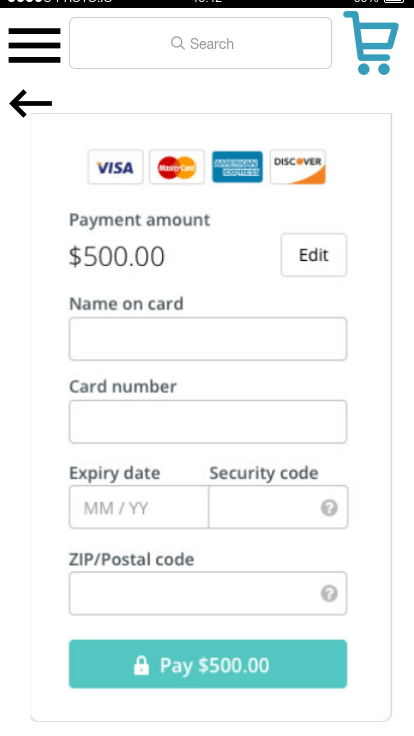 Search
VISA MasterCard AMERICAN EXPRESS DISCOVER
Payment amount
$500.00 Edit
Name on card
Card number
Expiry date Security code
MM / YY ?
ZIP/Postal code
?
Pay $500.00